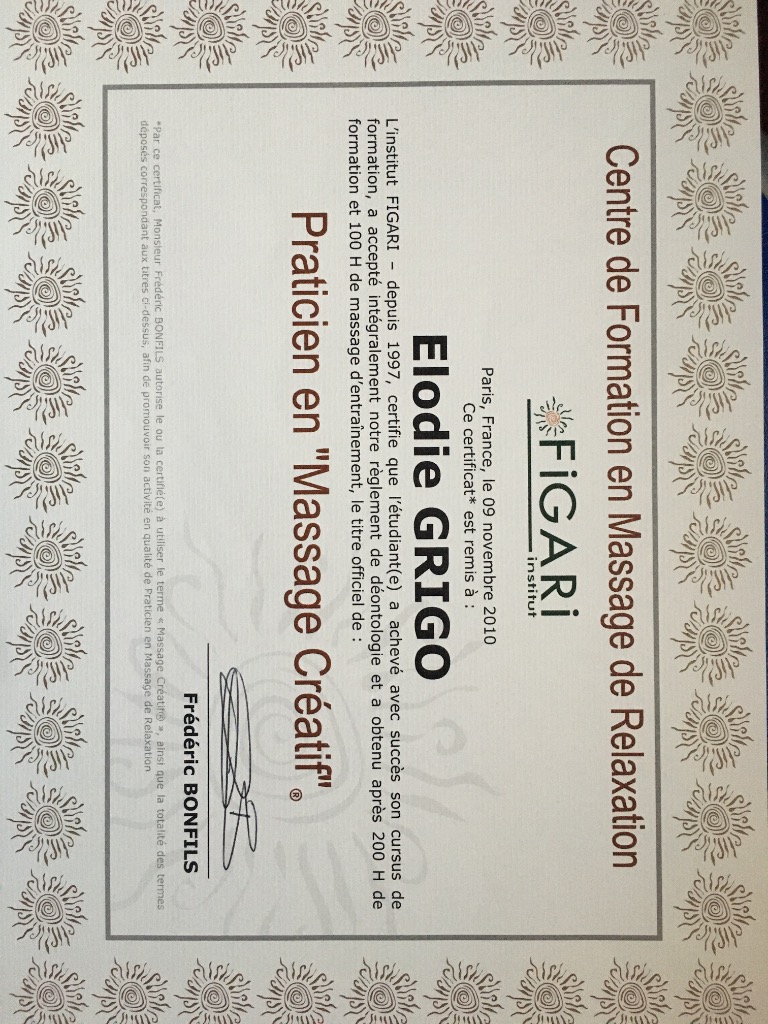 Centre de Formation en Massage de Relaxation
FiGARi
institut
Paris, France, le 09 novembre 2010
Ce certificat* est remis à :
Elodie GRIGO
L'institut FIGARI – depuis 1997, certifie que l'étudiant(e) a achevé avec succès son cursus de
formation, a accepté intégralement notre règlement de déontologie et a obtenu après 200 H de
formation et 100 H de massage d'entraînement, le titre officiel de :
Praticien en "Massage Créatif" ®
Frédéric BONFILS
*Par ce certificat, Monsieur Frédéric BONFILS autorise le ou la certifié(e) à utiliser le terme « Massage Créatif® », ainsi que la totalité des termes
déposés correspondant aux titres ci-dessus, afin de promouvoir son activité en qualité de Praticien en Massage de Relaxation